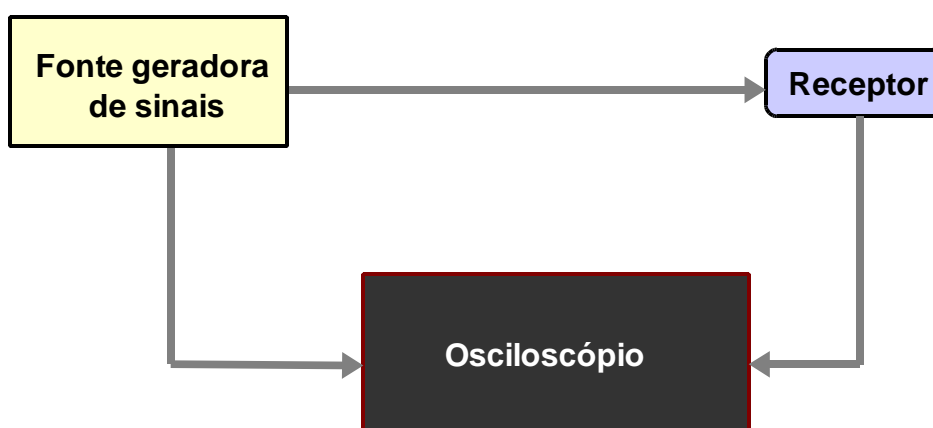 Fonte geradora
de sinais
Receptor
Osciloscópio